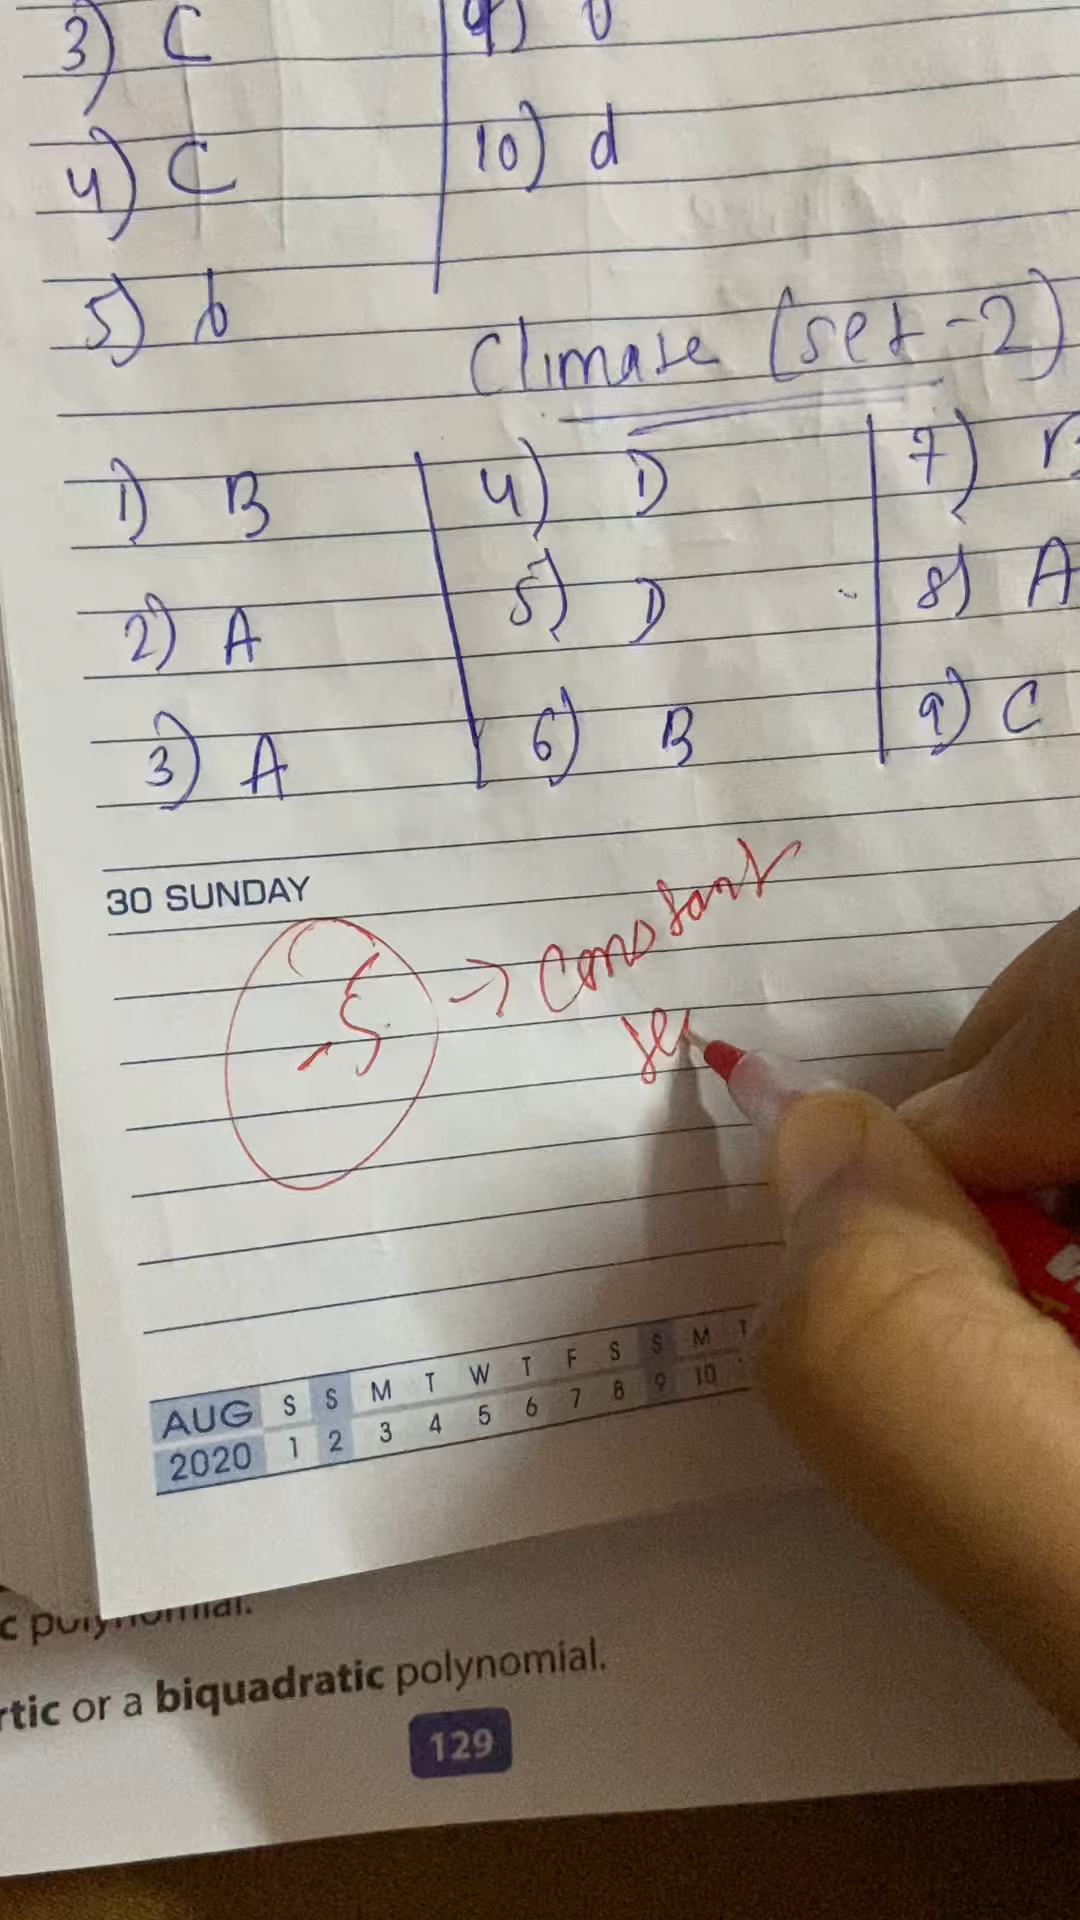 3) C
4) C
10) d
5) b
Climate (set-2)
1) B
4) D
7)
2) A
5) D
8) A
3) A
6) B
9) C
30 SUNDAY
-5 → Constant
AUG S S M T W T F S S M T
2020 1 2 3 4 5 6 7 8 9 10
polynomial.
or a biquadratic polynomial.
129